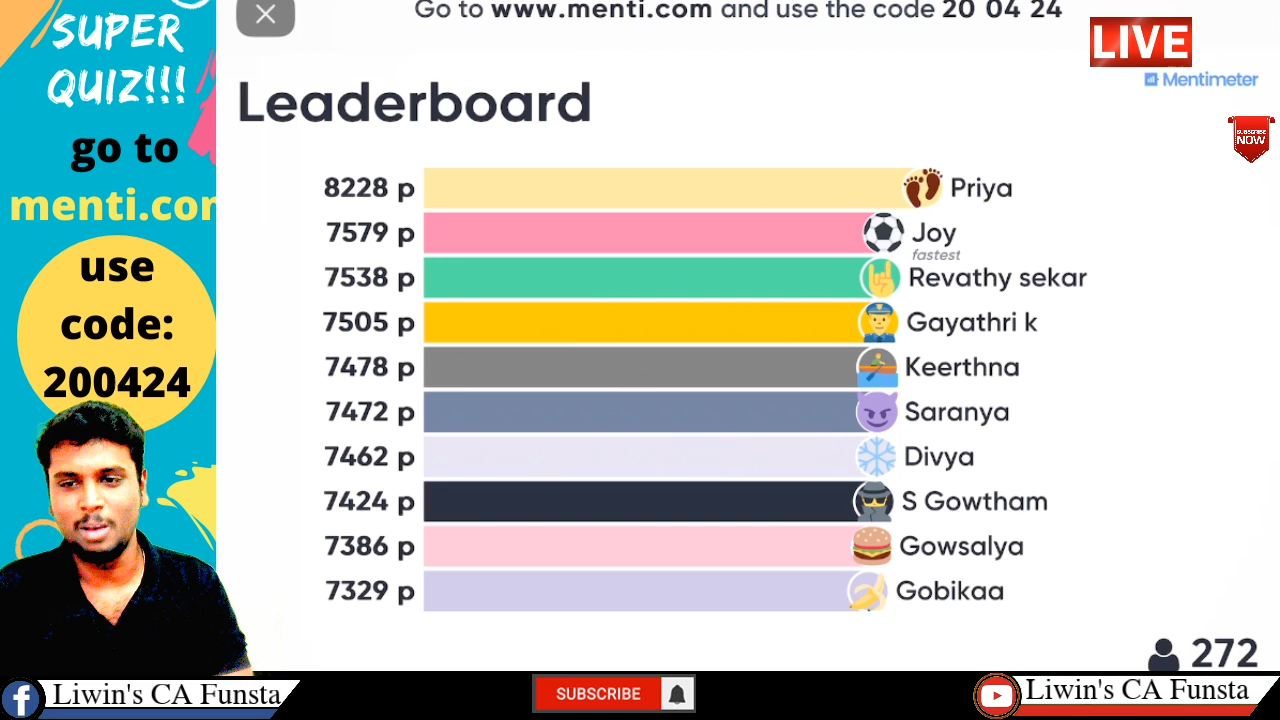 SUPER
QUIZ!!!
go to
menti.com
use
code:
200424
Go to www.menti.com and use the code 20 04 24
LIVE
Mentimeter
SUBSCRIBE
NOW
Leaderboard
8228 p Priya
7579 p Joy
fastest
7538 p Revathy sekar
7505 p Gayathri k
7478 p Keerthna
7472 p Saranya
7462 p Divya
7424 p S Gowtham
7386 p Gowsalya
7329 p Gobikaa
272
Liwin's CA Funsta
SUBSCRIBE
Liwin's CA Funsta